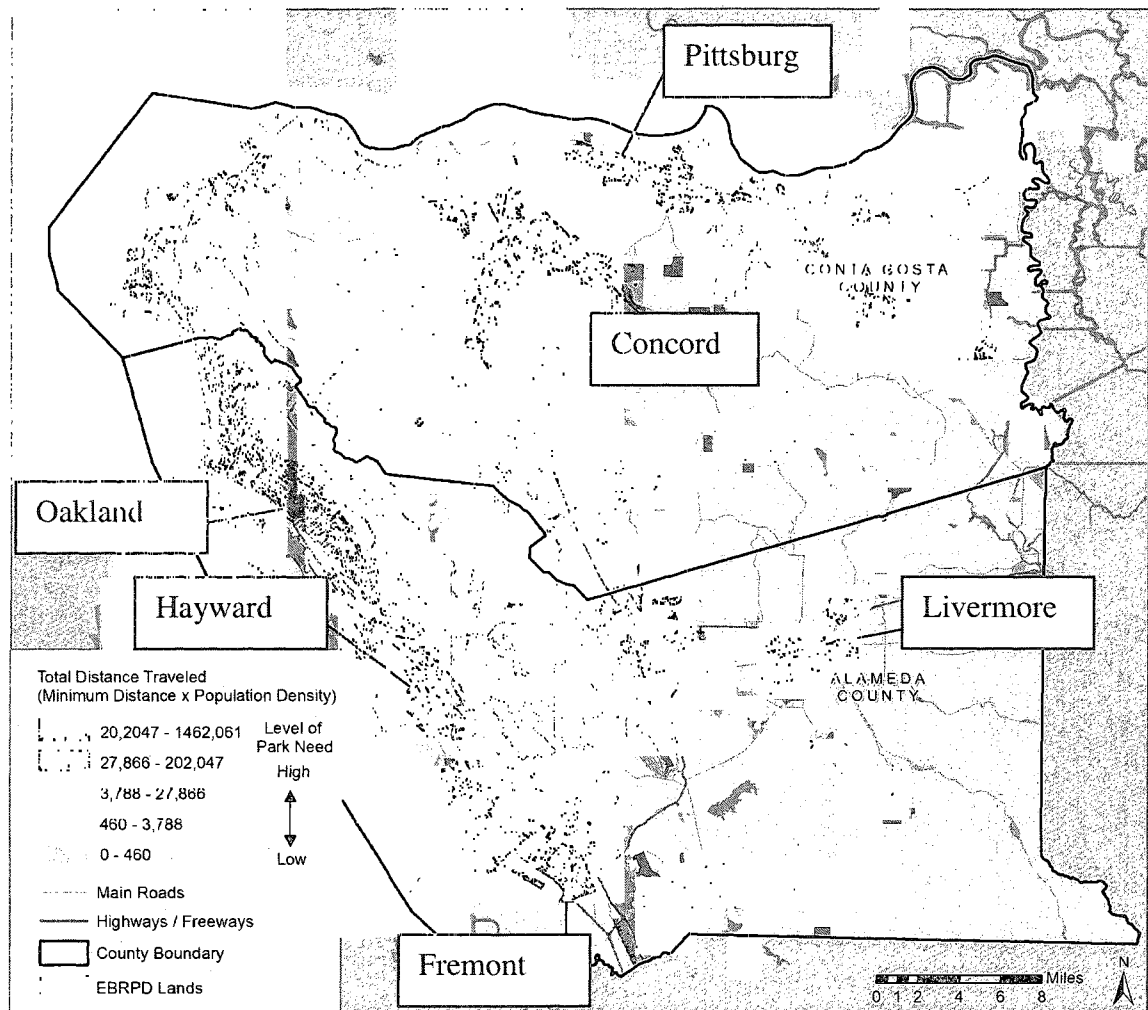 Pittsburg
CONTA COSTA
COUNTY
Concord
Oakland
Hayward
Livermore
ALAMEDA
COUNTY
Total Distance Traveled
(Minimum Distance x Population Density)
20,2047 - 1462,061
27,866 - 202,047
3,788 - 27,866
460 - 3,788
0 - 460
Level of
Park Need
High
Low
Main Roads
Highways / Freeways
County Boundary
EBRPD Lands
Fremont
Miles
0 1 2 4 6 8
N